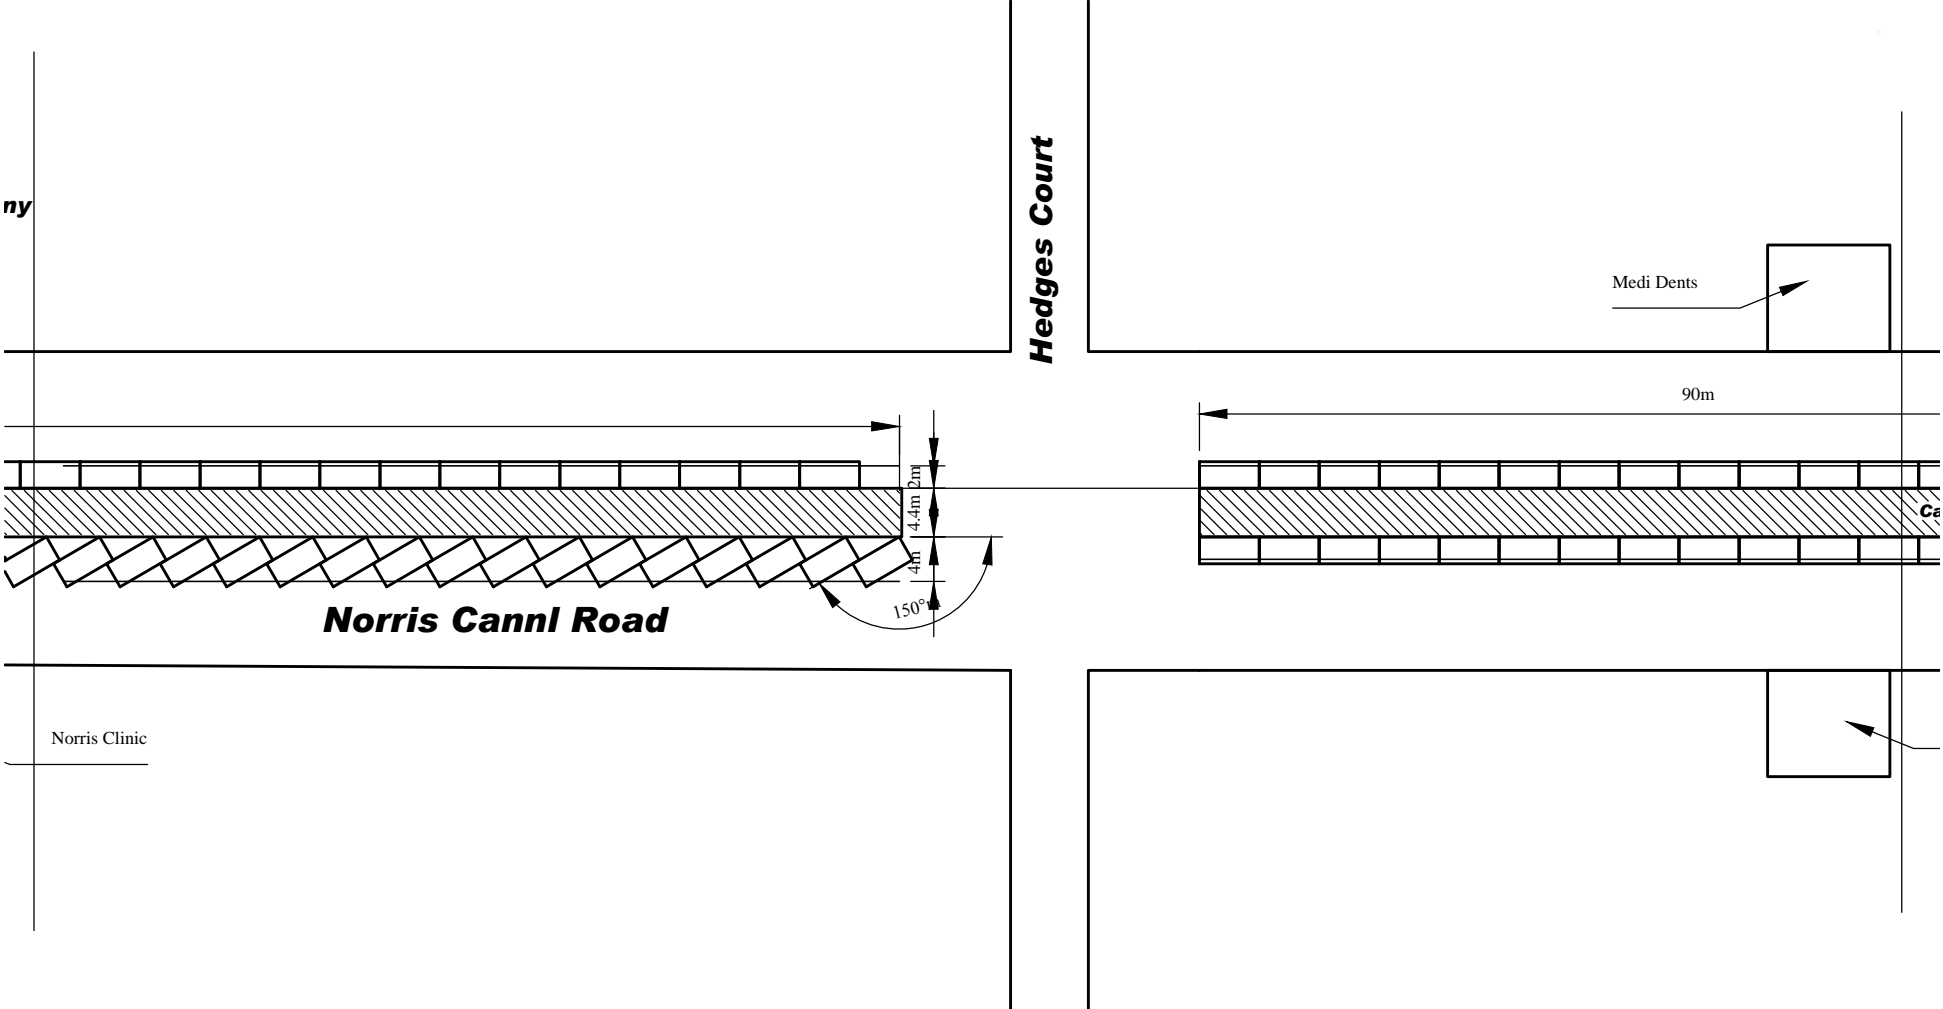 Hedges Court
ny
Medi Dents
90m
2m
4.4m
4m
150°
Norris Cannl Road
Norris Clinic